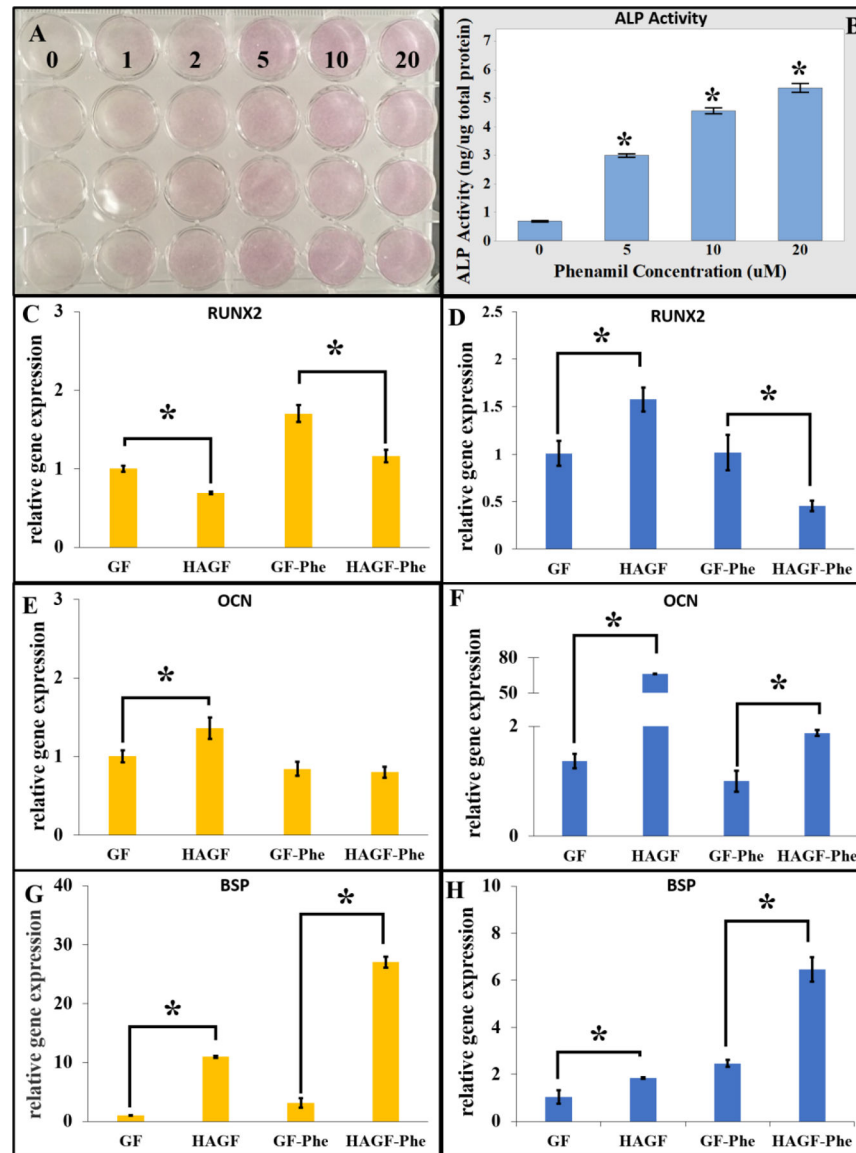 A
0 1 2 5 10 20
ALP Activity
B
ALP Activity (ng/ug total protein)
7
6
5
4
3
2
1
0
* * *
0 5 10 20
Phenamil Concentration (uM)
C
RUNX2
relative gene expression
3
2
1
0
* *
GF HAGF GF-Phe HAGF-Phe
D
RUNX2
relative gene expression
2.5
2
1.5
1
0.5
0
* *
GF HAGF GF-Phe HAGF-Phe
E
OCN
relative gene expression
3
2
1
0
*
GF HAGF GF-Phe HAGF-Phe
F
OCN
relative gene expression
80
50
2
0
* *
GF HAGF GF-Phe HAGF-Phe
G
BSP
relative gene expression
40
30
20
10
0
* *
GF HAGF GF-Phe HAGF-Phe
H
BSP
relative gene expression
10
8
6
4
2
0
* *
GF HAGF GF-Phe HAGF-Phe